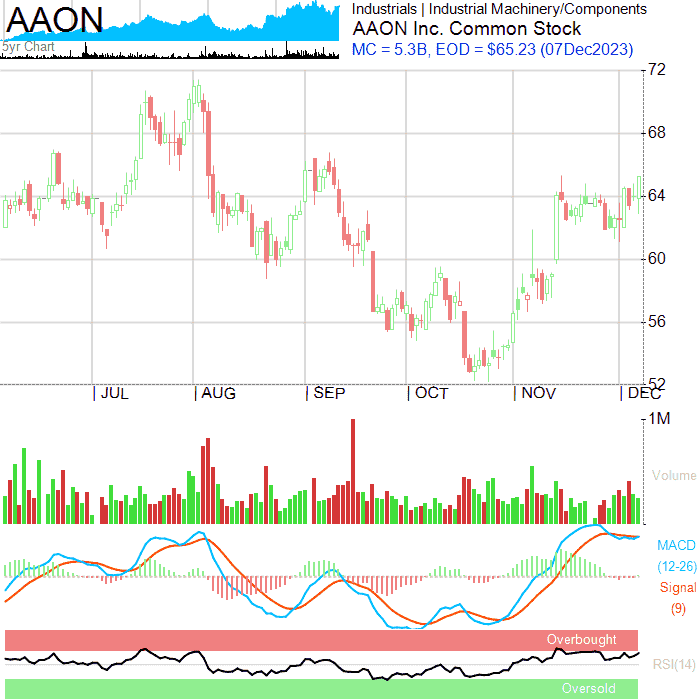 AAON
5yr Chart
Industrials | Industrial Machinery/Components
AAON Inc. Common Stock
MC = 5.3B, EOD = $65.23 (07Dec2023)
72
68
64
60
56
52
JUL AUG SEP OCT NOV DEC
1M
Volume
MACD
(12-26)
Signal
(9)
Overbought
RSI(14)
Oversold